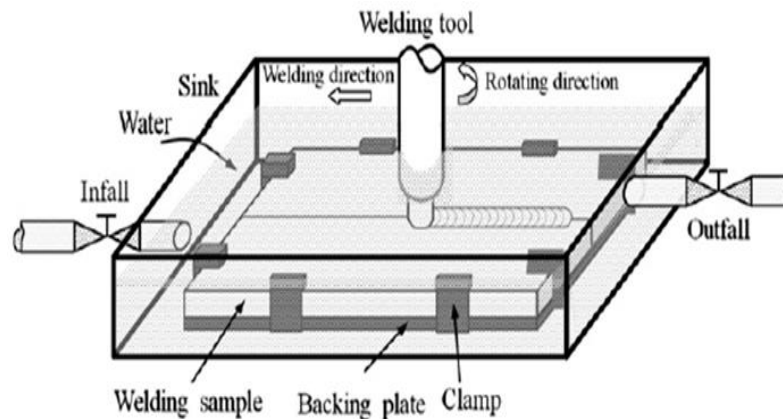 Welding tool
Sink
Welding direction
Rotating direction
Water
Infall
Outfall
Welding sample
Backing plate
Clamp